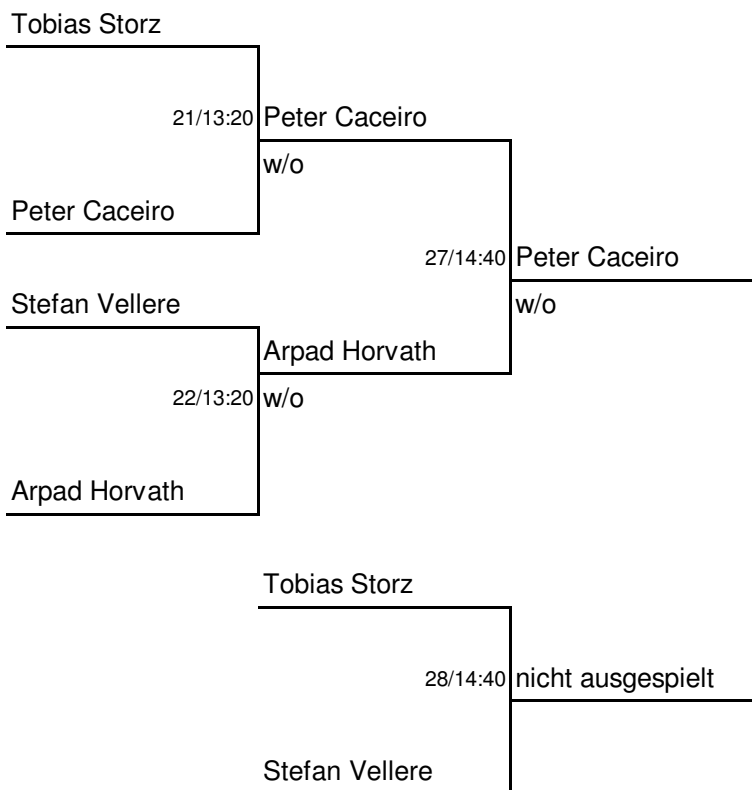 Tobias Storz
21/13:20 Peter Caceiro
w/o
Peter Caceiro
27/14:40 Peter Caceiro
Stefan Vellere
w/o
Arpad Horvath
22/13:20 w/o
Arpad Horvath
Tobias Storz
28/14:40 nicht ausgespielt
Stefan Vellere